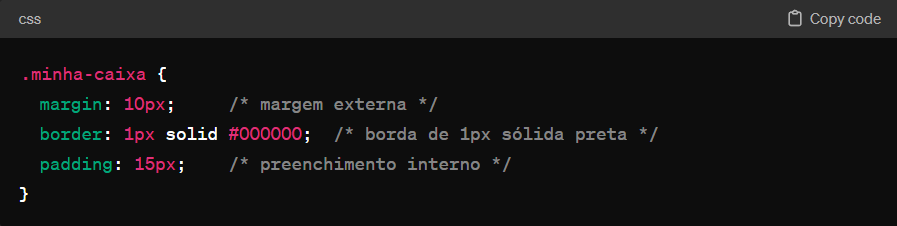 css
Copy code
.minha-caixa {
margin: 10px; /* margem externa */
border: 1px solid #000000; /* borda de 1px sólida preta */
padding: 15px; /* preenchimento interno */
}